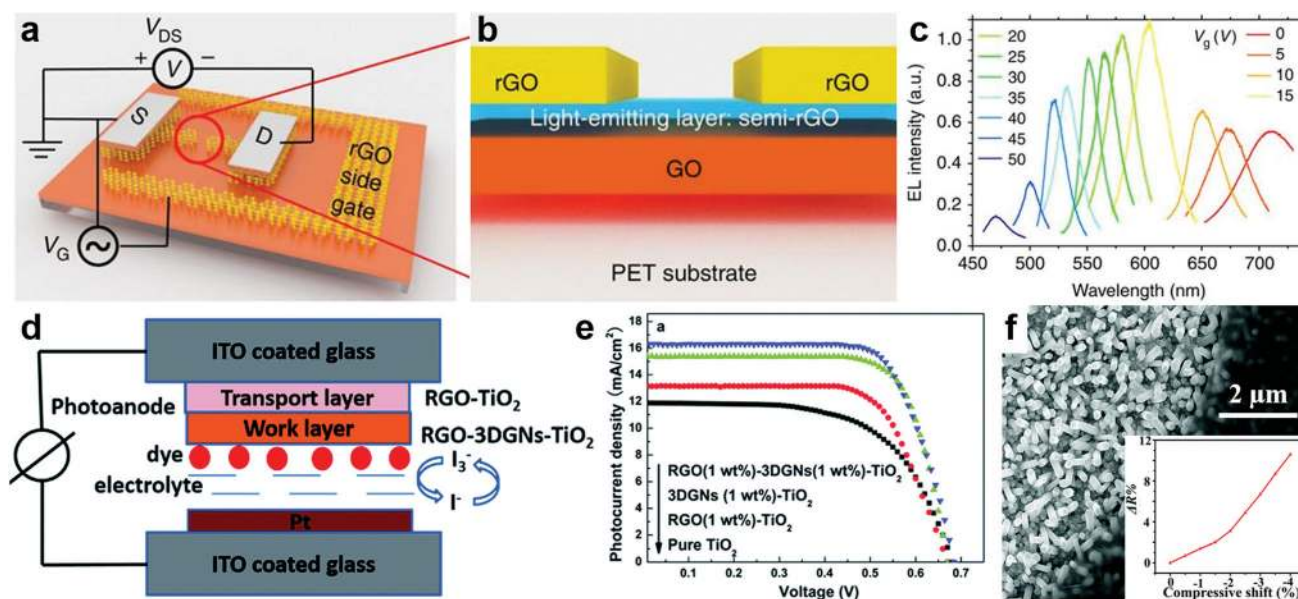 a
V_DS
+ V −
S
D
rGO side gate
V_G
b
rGO
rGO
Light-emitting layer: semi-rGO
GO
PET substrate
c
EL intensity (a.u.)
1.0
0.8
0.6
0.4
0.2
0.0
20
25
30
35
40
45
50
V_g (V)
0
5
10
15
450 500 550 600 650 700
Wavelength (nm)
d
ITO coated glass
Transport layer
RGO-TiO₂
Photoanode
Work layer
RGO-3DGNs-TiO₂
dye
I₃⁻
electrolyte
I⁻
Pt
ITO coated glass
e
a
Photocurrent density (mA/cm²)
18
16
14
12
10
8
6
4
2
0
RGO(1 wt%)-3DGNs(1 wt%)-TiO₂
3DGNs (1 wt%)-TiO₂
RGO(1 wt%)-TiO₂
Pure TiO₂
0.1 0.2 0.3 0.4 0.5 0.6 0.7
Voltage (V)
f
2 μm
ΔR%
12
8
4
0
0 -1 -2 -3 -4
Compressive shift (%)